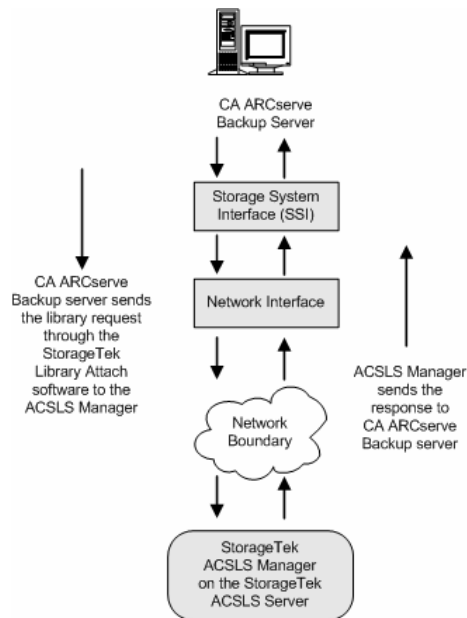 CA ARCserve
Backup Server
Storage System
Interface (SSI)
Network Interface
CA ARCserve
Backup server sends
the library request
through the
StorageTek
Library Attach
software to the
ACSLS Manager
ACSLS Manager
sends the
response to
CA ARCserve
Backup server
Network
Boundary
StorageTek
ACSLS Manager
on the StorageTek
ACSLS Server